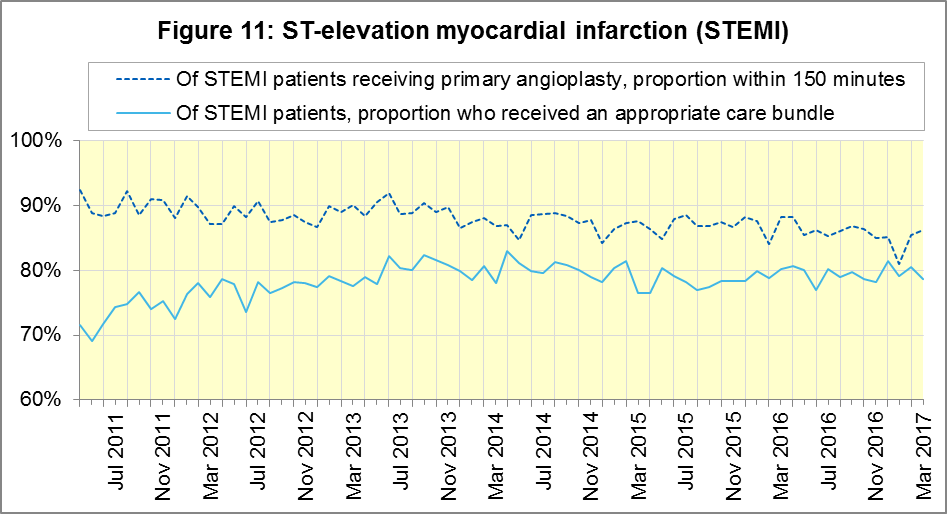 Figure 11: ST-elevation myocardial infarction (STEMI)
Of STEMI patients receiving primary angioplasty, proportion within 150 minutes
Of STEMI patients, proportion who received an appropriate care bundle
100%
90%
80%
70%
60%
Jul 2011
Nov 2011
Mar 2012
Jul 2012
Nov 2012
Mar 2013
Jul 2013
Nov 2013
Mar 2014
Jul 2014
Nov 2014
Mar 2015
Jul 2015
Nov 2015
Mar 2016
Jul 2016
Nov 2016
Mar 2017